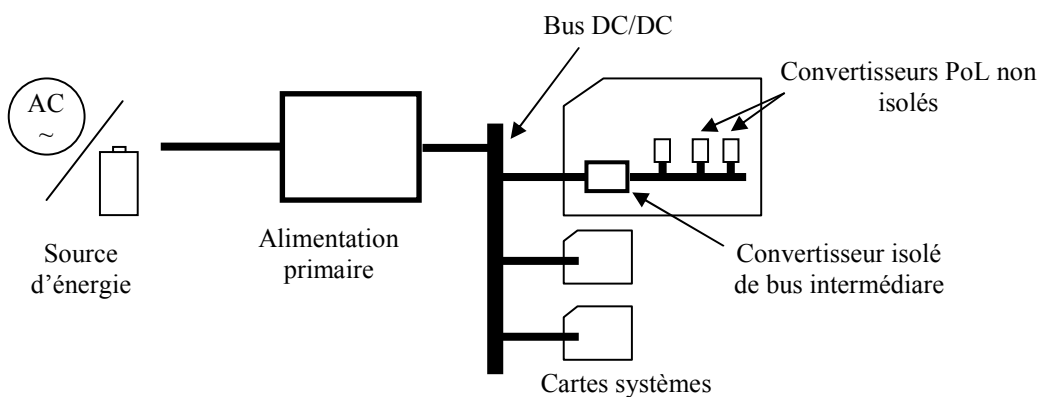 Bus DC/DC
AC
~
Convertisseurs PoL non
isolés
Source
d'énergie
Alimentation
primaire
Convertisseur isolé
de bus intermédiare
Cartes systèmes